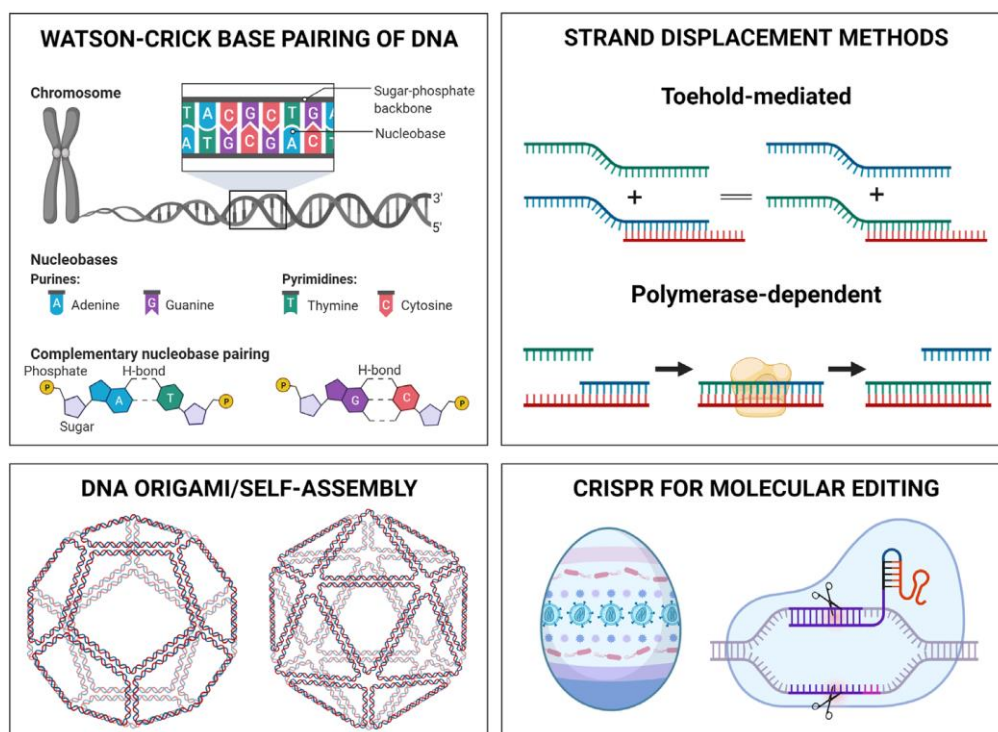 WATSON-CRICK BASE PAIRING OF DNA
Chromosome
Sugar-phosphate
backbone
Nucleobase
T A C G C T G A
A T G C G A C T
3'
5'
Nucleobases
Purines:
A Adenine
G Guanine
Pyrimidines:
T Thymine
C Cytosine
Complementary nucleobase pairing
Phosphate
H-bond
P
A
T
P
Sugar
H-bond
P
G
C
P
STRAND DISPLACEMENT METHODS
Toehold-mediated
+
+
Polymerase-dependent
DNA ORIGAMI/SELF-ASSEMBLY
CRISPR FOR MOLECULAR EDITING